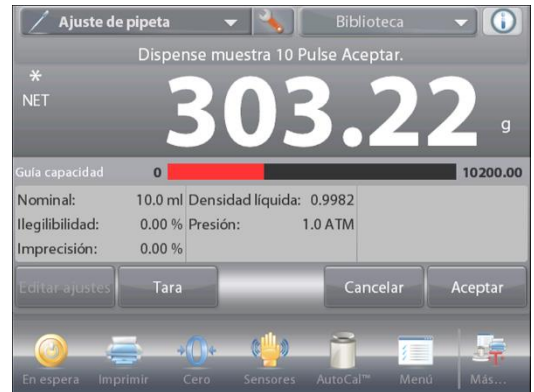 Ajuste de pipeta
Biblioteca
Dispense muestra 10 Pulse Aceptar.
*
NET
303.22 g
Guía capacidad 0 10200.00
Nominal: 10.0 ml Densidad líquida: 0.9982
Ilegilibilidad: 0.00 % Presión: 1.0 ATM
Imprecisión: 0.00 %
Editar ajustes Tara Cancelar Aceptar
En espera Imprimir Cero Sensores AutoCal™ Menú Más...